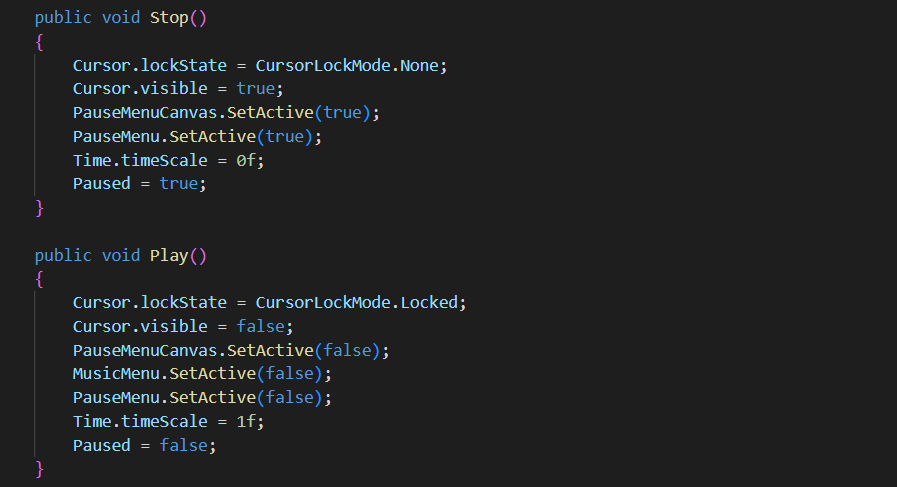 public void Stop()
{
Cursor.lockState = CursorLockMode.None;
Cursor.visible = true;
PauseMenuCanvas.SetActive(true);
PauseMenu.SetActive(true);
Time.timeScale = 0f;
Paused = true;
}
public void Play()
{
Cursor.lockState = CursorLockMode.Locked;
Cursor.visible = false;
PauseMenuCanvas.SetActive(false);
MusicMenu.SetActive(false);
PauseMenu.SetActive(false);
Time.timeScale = 1f;
Paused = false;
}